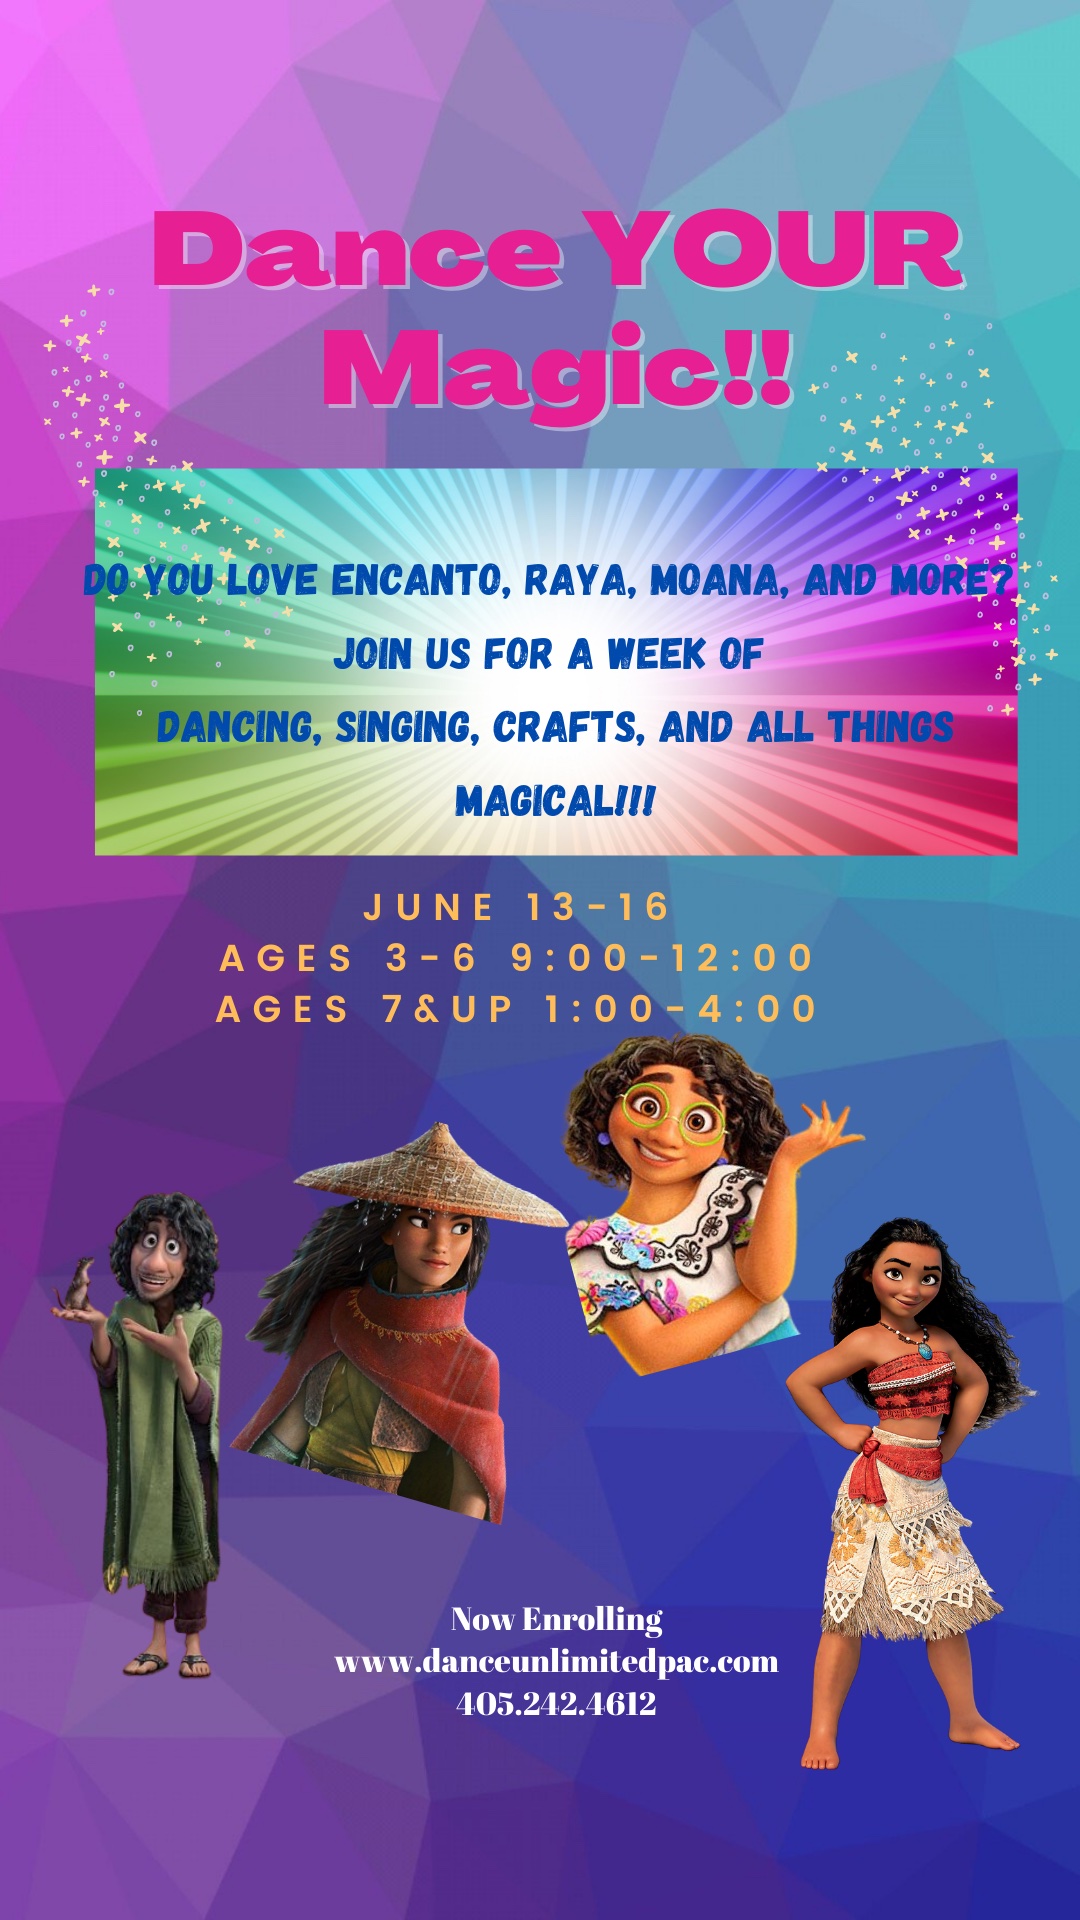 Dance YOUR
Magic!!
DO YOU LOVE ENCANTO, RAYA, MOANA, AND MORE?
JOIN US FOR A WEEK OF
DANCING, SINGING, CRAFTS, AND ALL THINGS
MAGICAL!!!
JUNE 13-16
AGES 3-6 9:00-12:00
AGES 7&UP 1:00-4:00
Now Enrolling
www.danceunlimitedpac.com
405.242.4612